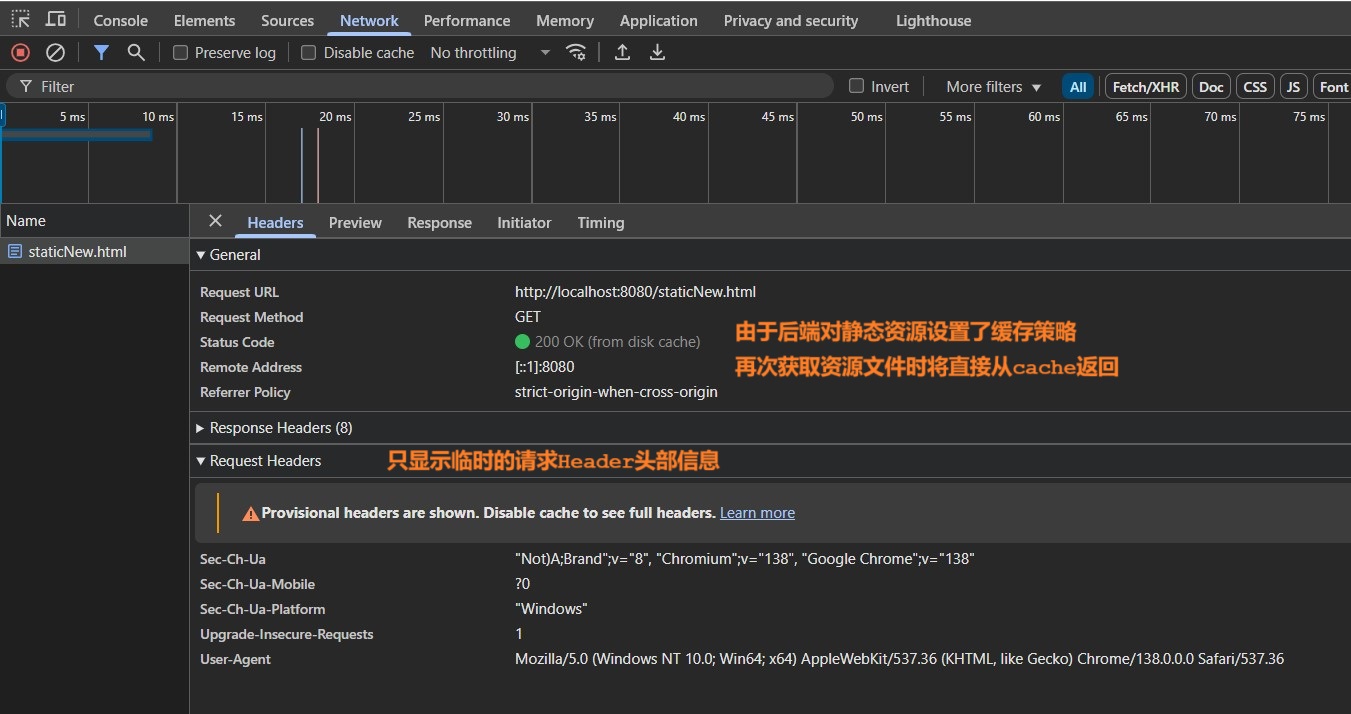 Console Elements Sources Network Performance Memory Application Privacy and security Lighthouse
Preserve log Disable cache No throttling
Filter Invert More filters All Fetch/XHR Doc CSS JS Font
5 ms 10 ms 15 ms 20 ms 25 ms 30 ms 35 ms 40 ms 45 ms 50 ms 55 ms 60 ms 65 ms 70 ms 75 ms
Name Headers Preview Response Initiator Timing
staticNew.html
General
Request URL http://localhost:8080/staticNew.html
Request Method GET
由于后端对静态资源设置了缓存策略
Status Code 200 OK (from disk cache)
Remote Address [::1]:8080
再次获取资源文件时将直接从cache返回
Referrer Policy strict-origin-when-cross-origin
Response Headers (8)
Request Headers 只显示临时的请求Header头部信息
Provisional headers are shown. Disable cache to see full headers. Learn more
Sec-Ch-Ua "Not)A;Brand";v="8", "Chromium";v="138", "Google Chrome";v="138"
Sec-Ch-Ua-Mobile ?0
Sec-Ch-Ua-Platform "Windows"
Upgrade-Insecure-Requests 1
User-Agent Mozilla/5.0 (Windows NT 10.0; Win64; x64) AppleWebKit/537.36 (KHTML, like Gecko) Chrome/138.0.0.0 Safari/537.36